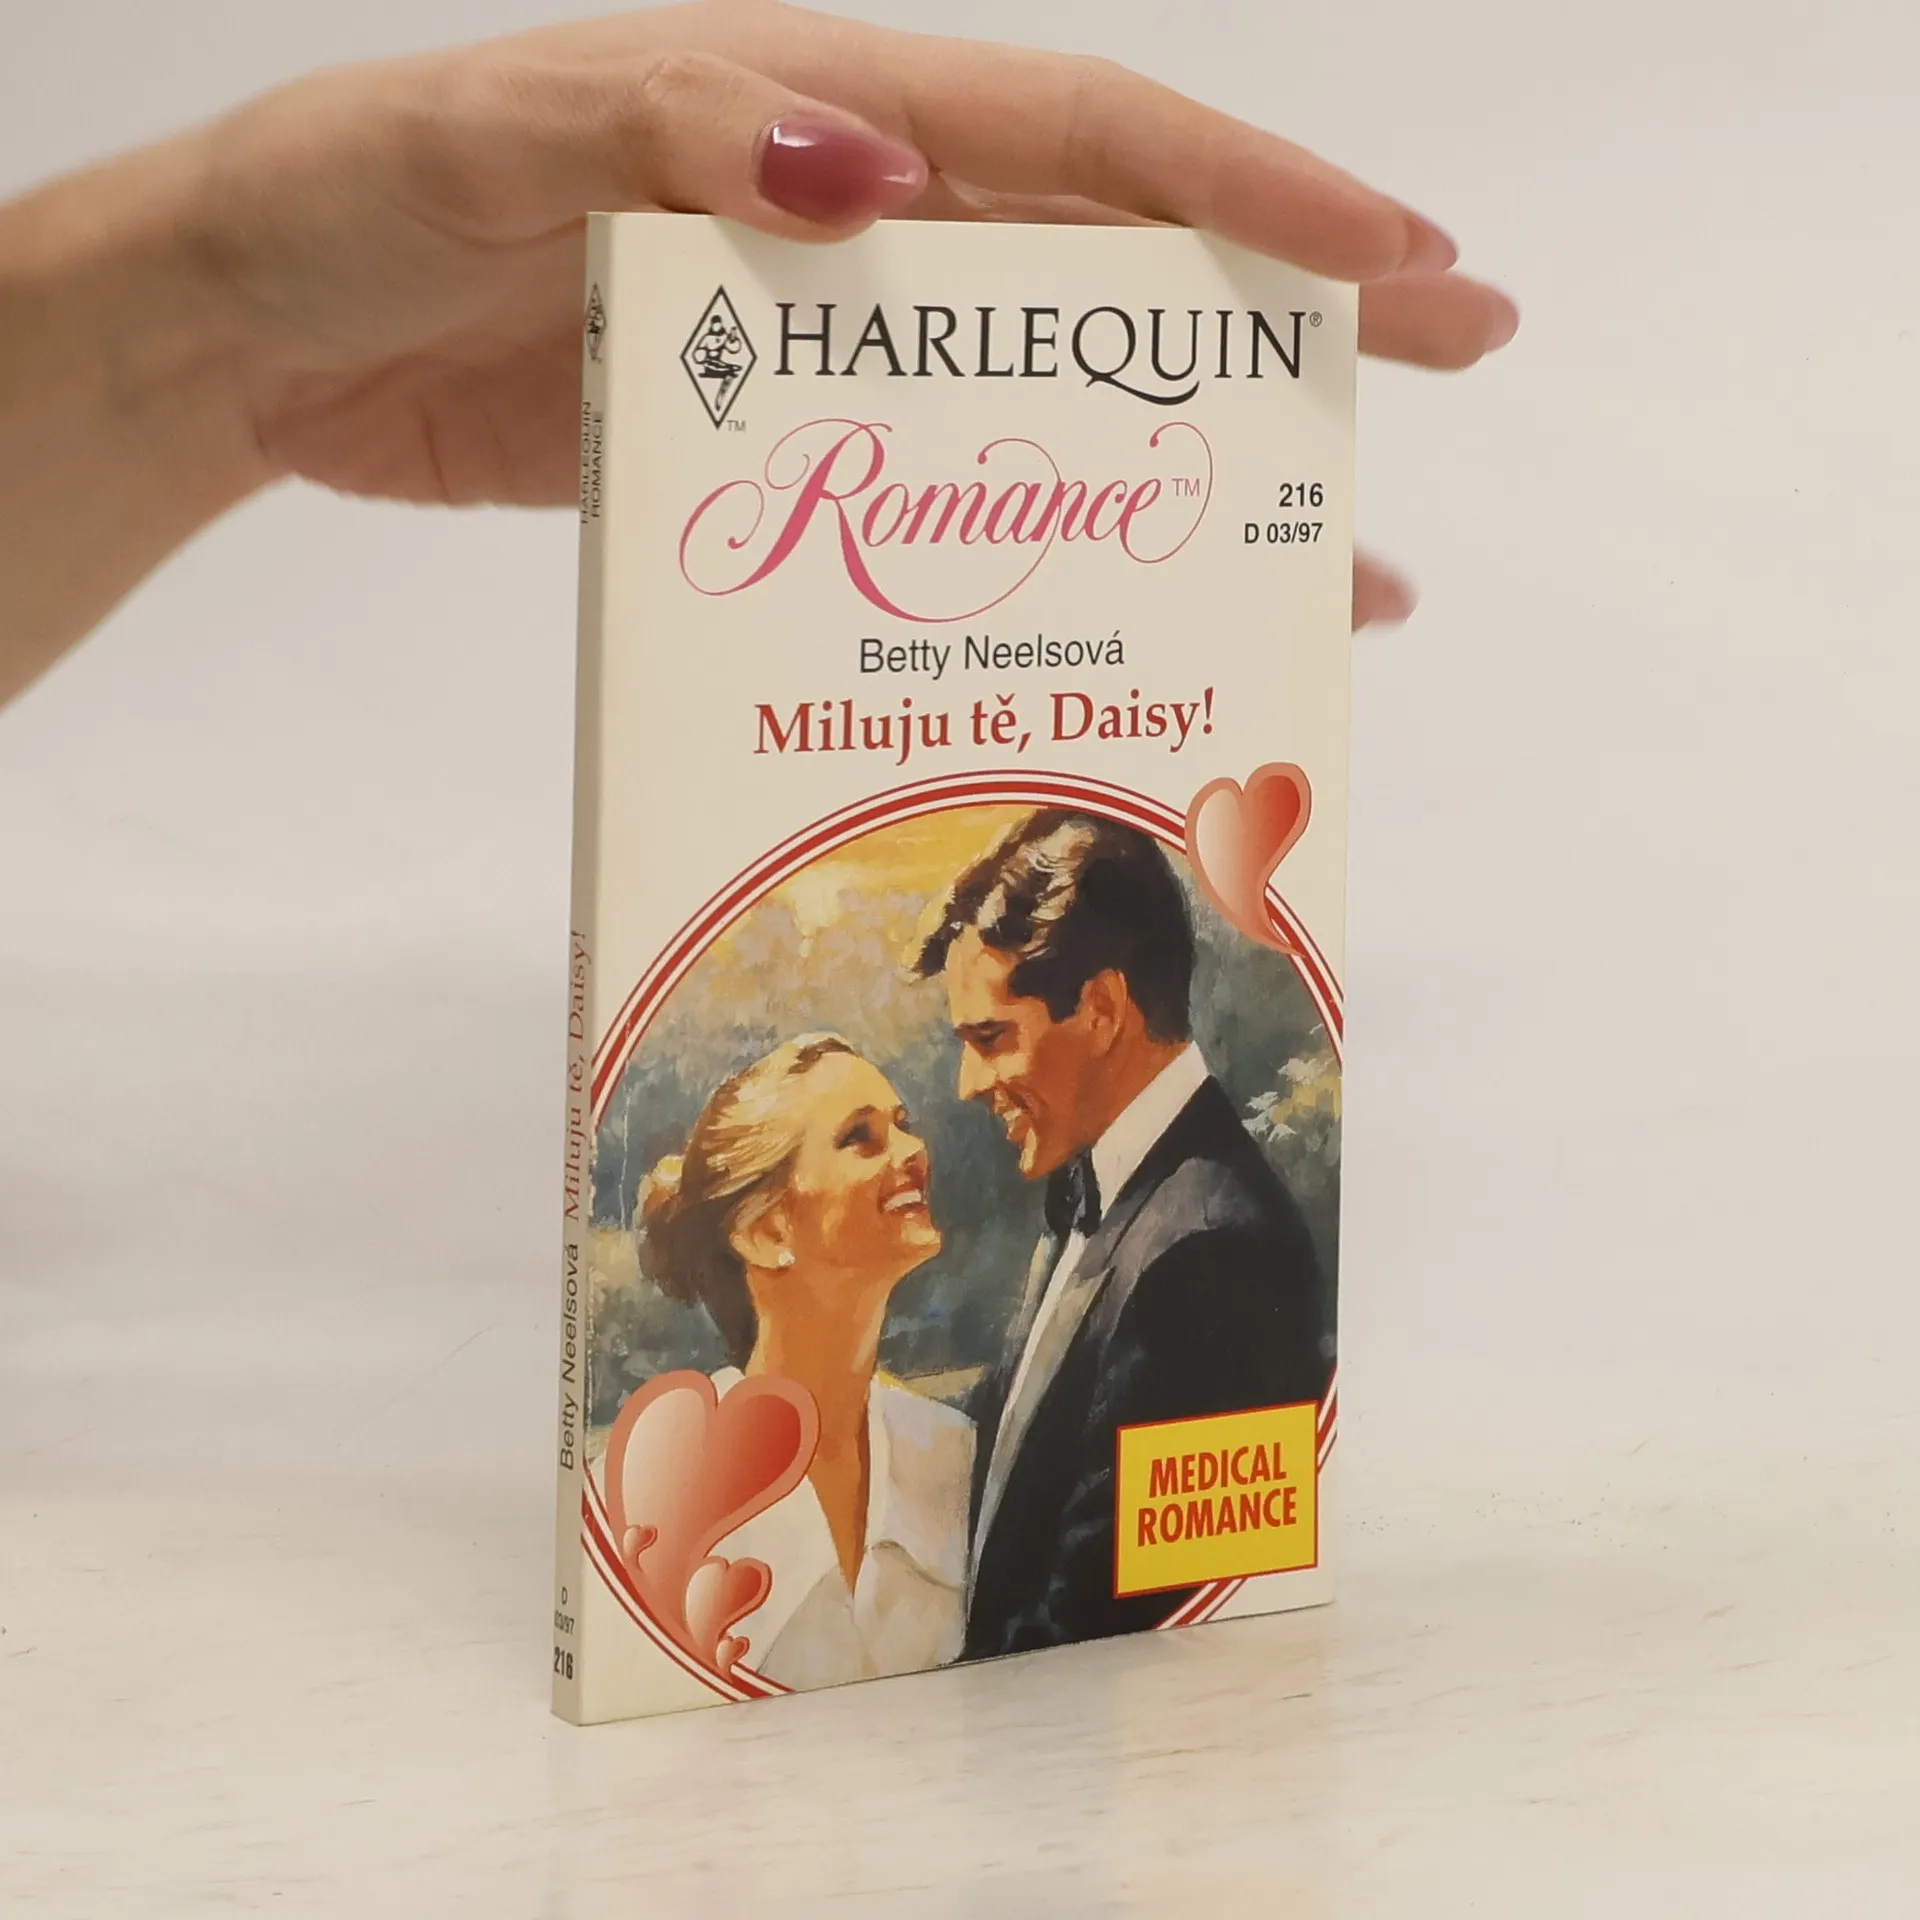 HARLEQUIN®
TM
Romance™
216
D 03/97
Betty Neelsová
Miluju tě, Daisy!
MEDICAL
ROMANCE
HARLEQUIN
ROMANCE
Betty Neelsová Miluju tě, Daisy!
D
03/97
216